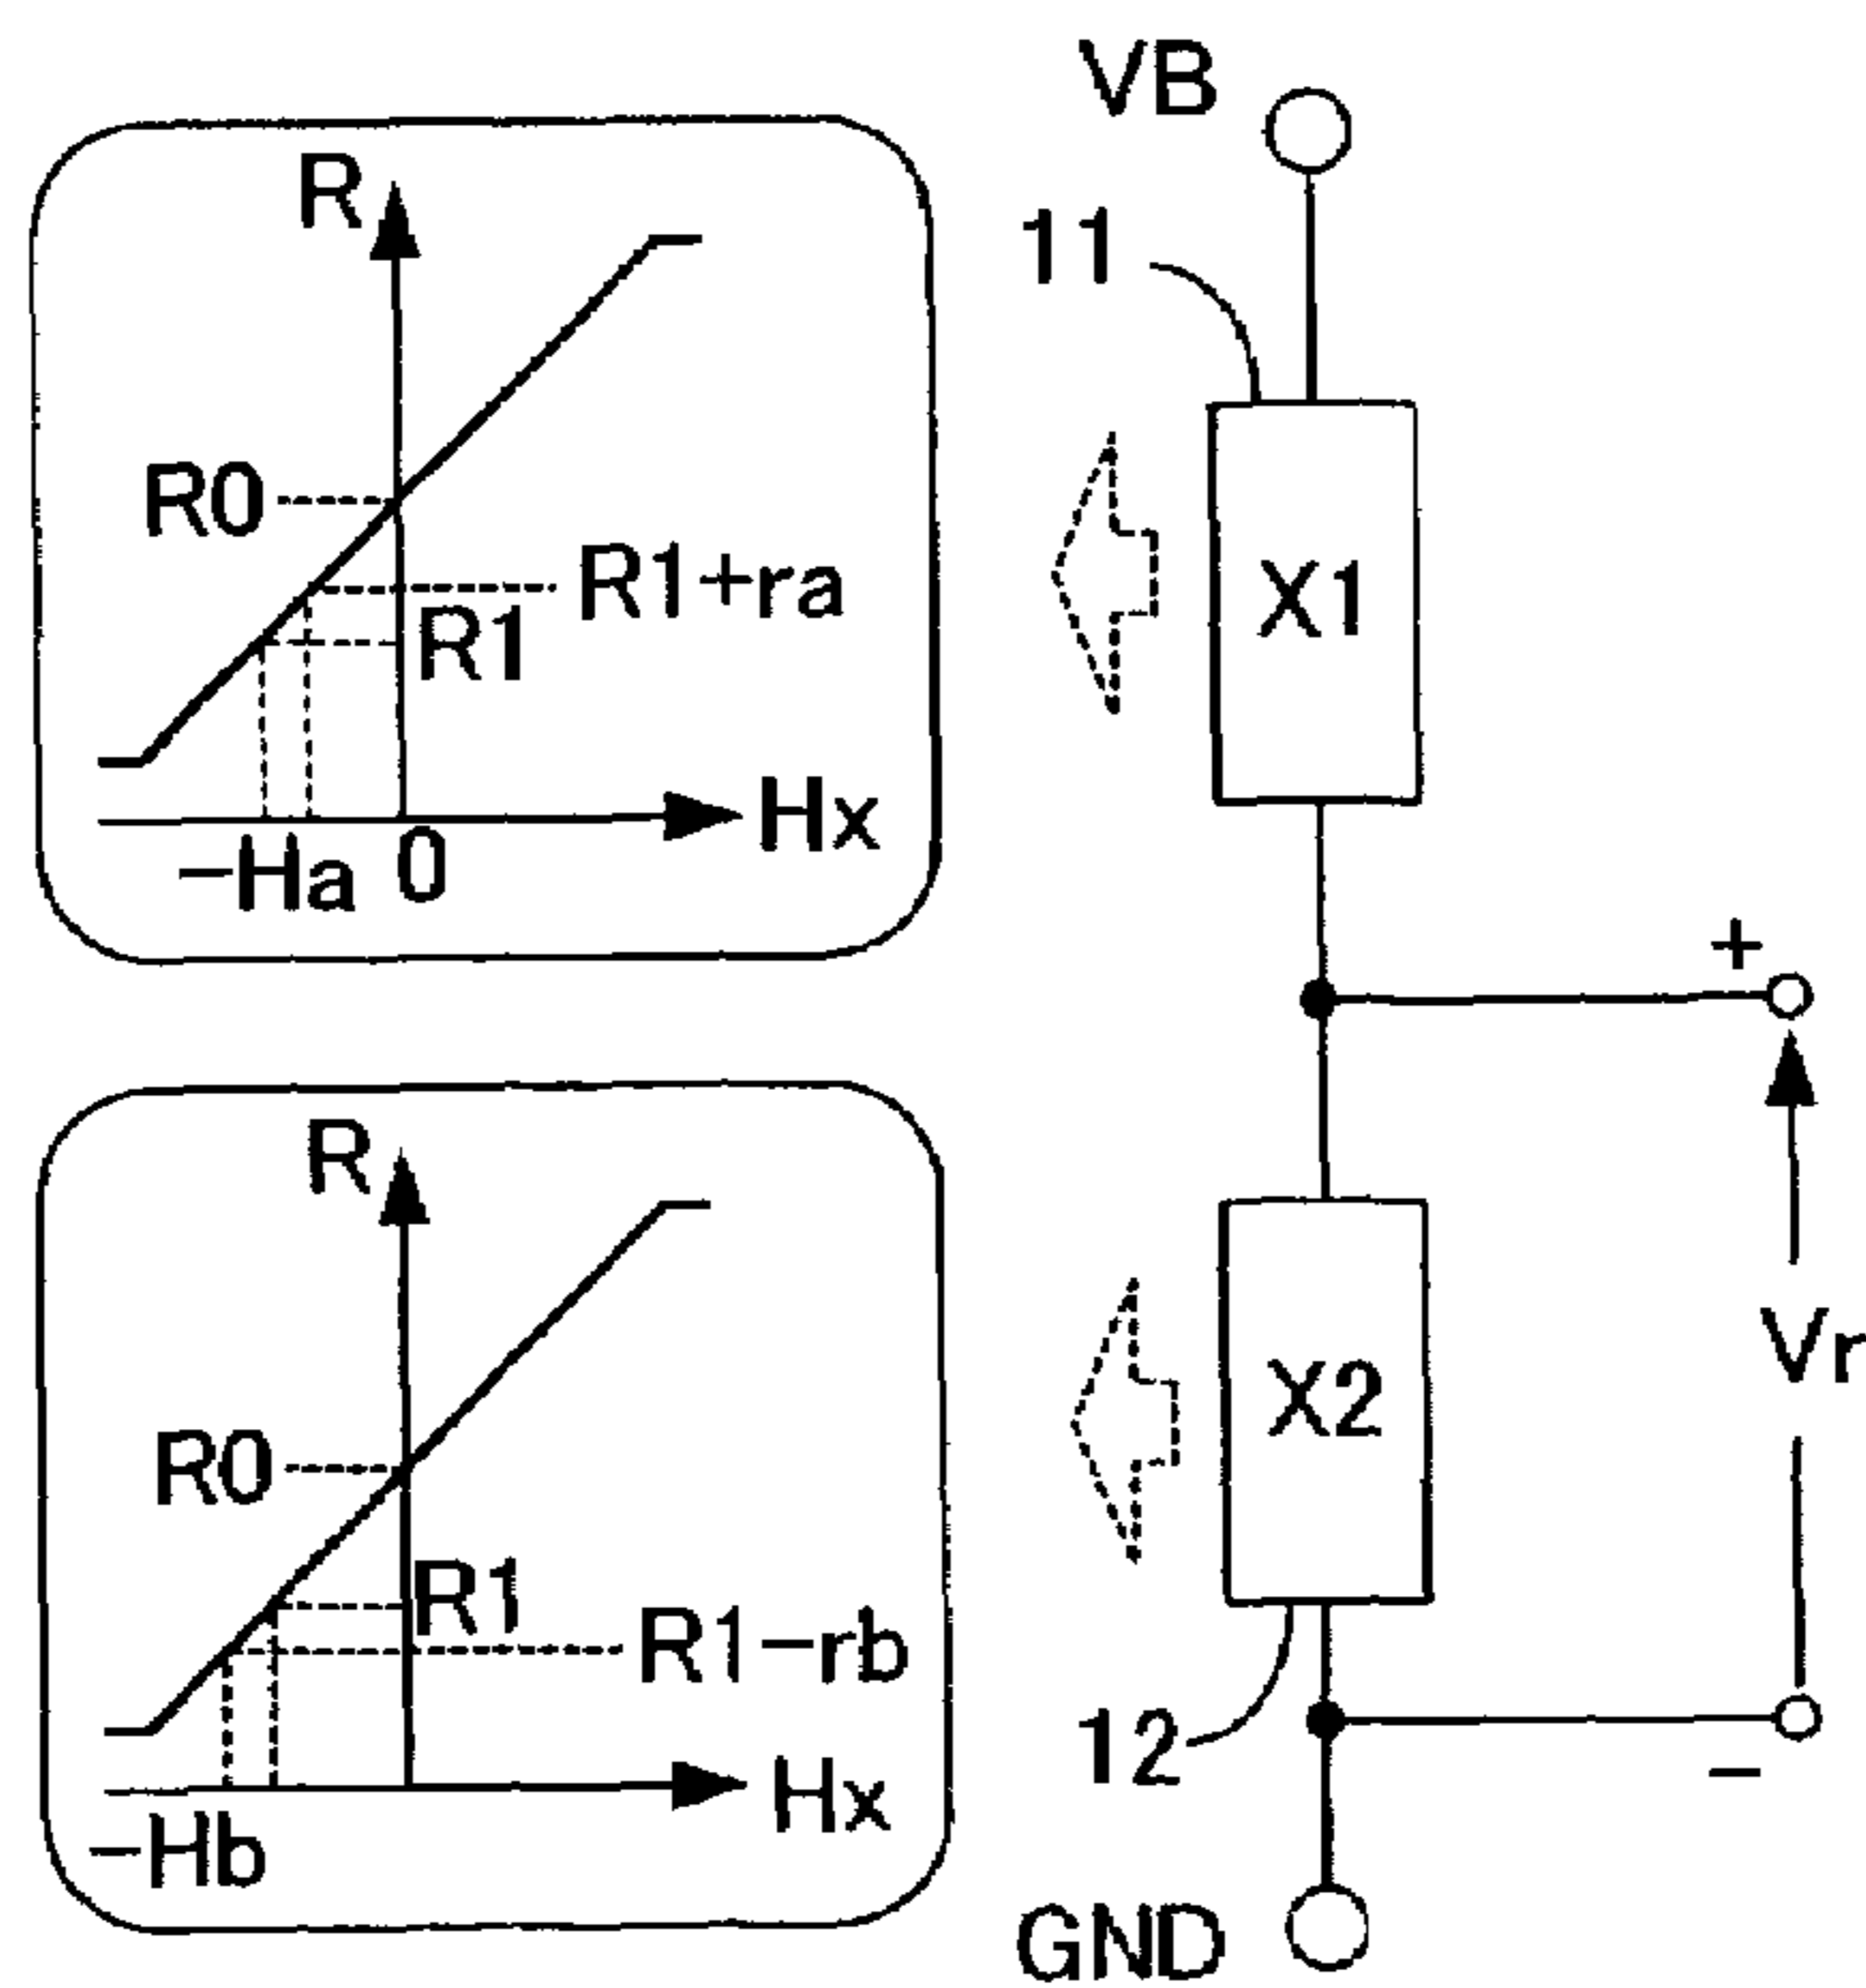 R
R0
R1+ra
R1
Hx
−Ha 0
R
R0
R1
R1−rb
Hx
−Hb
VB
11
X1
+
X2
Vr
12
−
GND